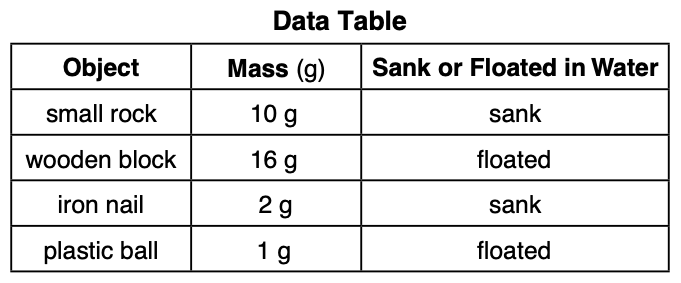 Data Table
Object Mass (g) Sank or Floated in Water
small rock 10 g sank
wooden block 16 g floated
iron nail 2 g sank
plastic ball 1 g floated